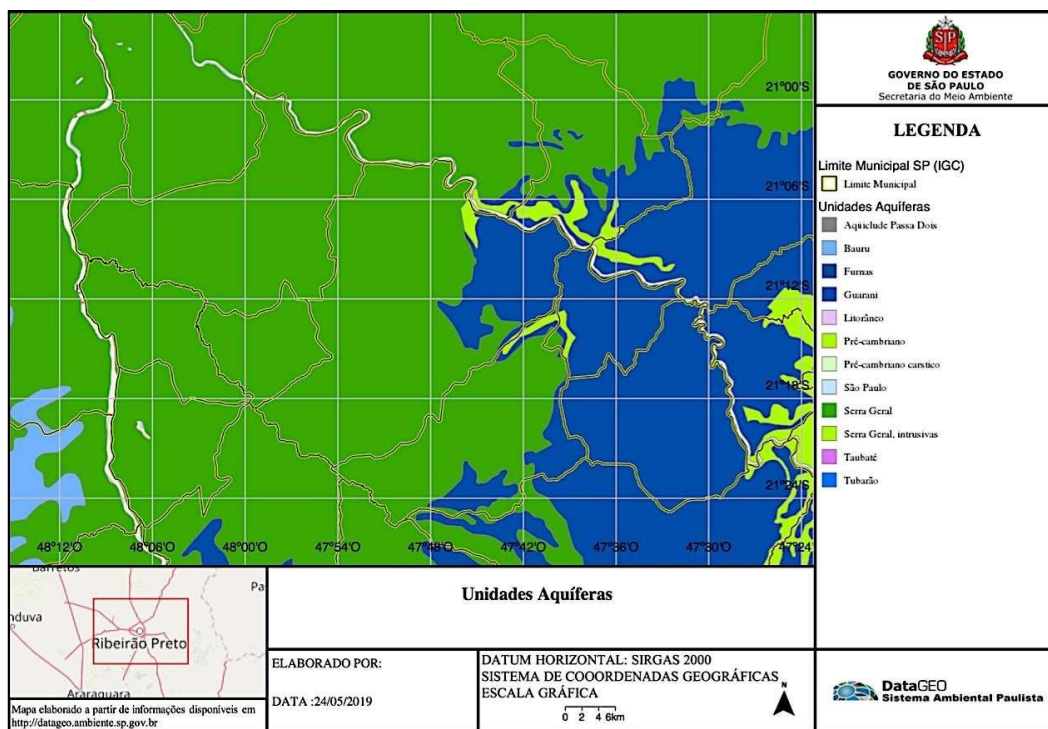 21°00'S
21°06'S
21°12'S
21°18'S
21°24'S
48°12'O 48°06'O 48°00'O 47°54'O 47°48'O 47°42'O 47°36'O 47°30'O 47°24'
GOVERNO DO ESTADO
DE SÃO PAULO
Secretaria do Meio Ambiente
LEGENDA
Limite Municipal SP (IGC)
Limite Municipal
Unidades Aquíferas
Aqüiclude Passa Dois
Bauru
Furnas
Guarani
Litorâneo
Pré-cambriano
Pré-cambriano carstico
São Paulo
Serra Geral
Serra Geral, intrusivas
Taubaté
Tubarão
Barretos
Pa
nduva
Ribeirão Preto
Araraquara
Mapa elaborado a partir de informações disponíveis em
http://datageo.ambiente.sp.gov.br
Unidades Aquíferas
ELABORADO POR:
DATA :24/05/2019
DATUM HORIZONTAL: SIRGAS 2000
SISTEMA DE COOORDENADAS GEOGRÁFICAS
ESCALA GRÁFICA
0 2 4 6km
N
DataGEO
Sistema Ambiental Paulista